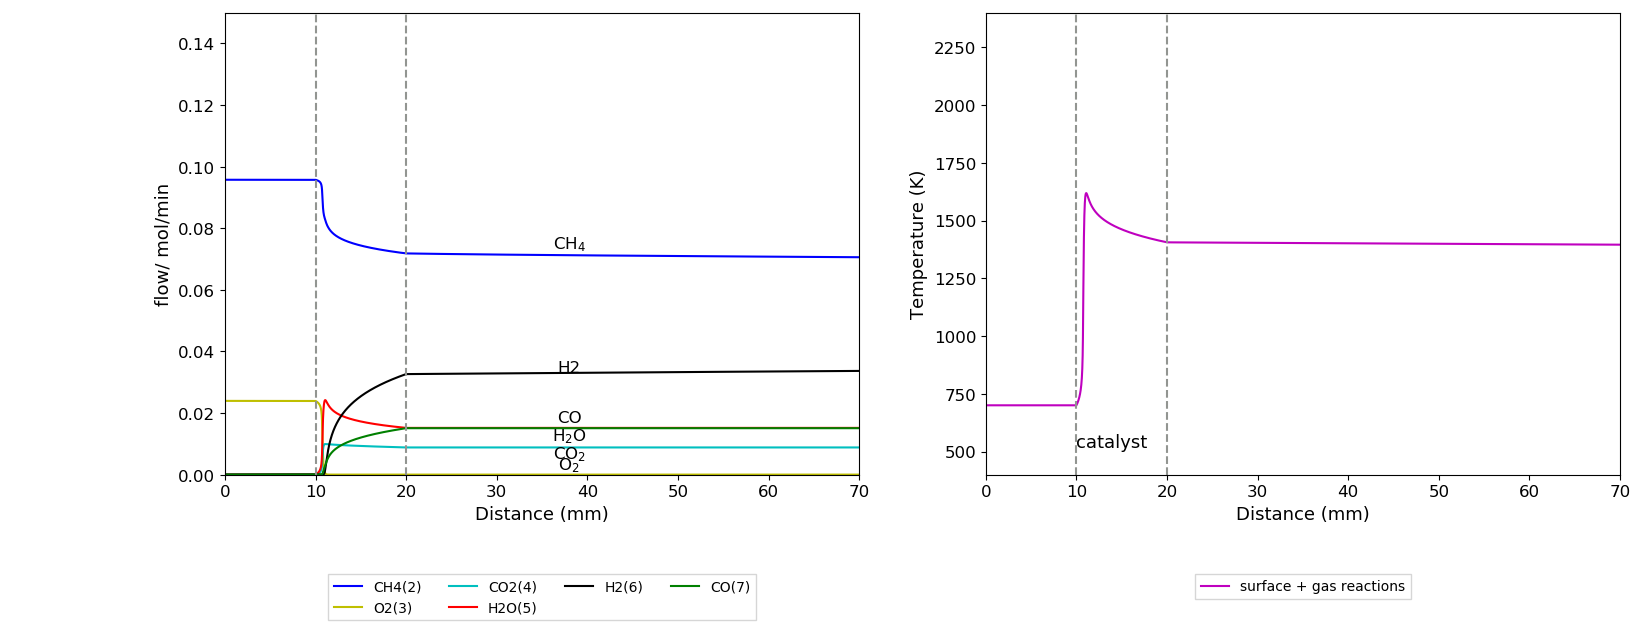 0.14
0.12
0.10
0.08
0.06
0.04
0.02
0.00
flow/ mol/min
CH4
H2
CO
H2O
CO2
O2
0 10 20 30 40 50 60 70
Distance (mm)
CH4(2) CO2(4) H2(6) CO(7)
O2(3) H2O(5)
2250
2000
1750
1500
1250
1000
750
500
Temperature (K)
catalyst
0 10 20 30 40 50 60 70
Distance (mm)
surface + gas reactions